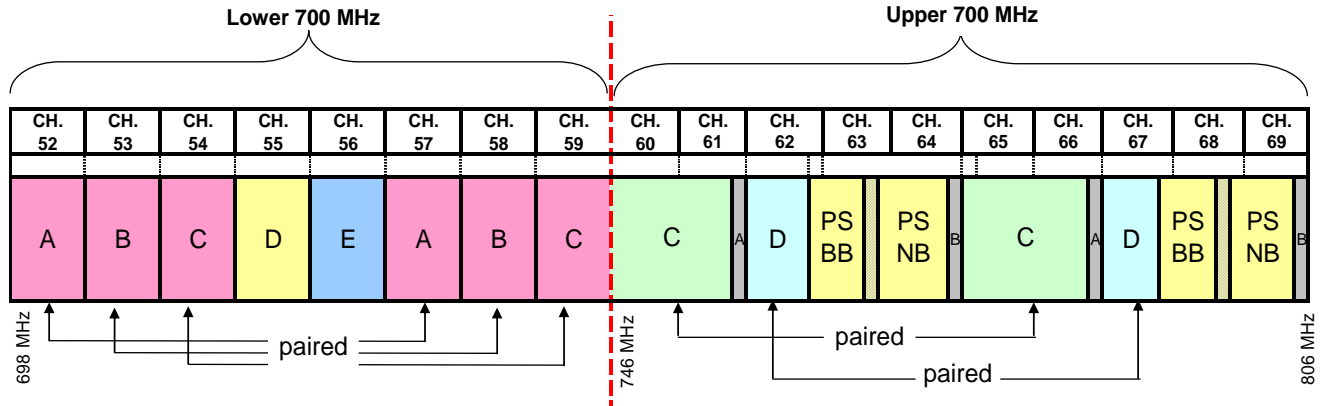 Lower 700 MHz
Upper 700 MHz
CH. 52
CH. 53
CH. 54
CH. 55
CH. 56
CH. 57
CH. 58
CH. 59
CH. 60
CH. 61
CH. 62
CH. 63
CH. 64
CH. 65
CH. 66
CH. 67
CH. 68
CH. 69
A
B
C
D
E
A
B
C
C
A
D
PS
BB
PS
NB
B
C
A
D
PS
BB
PS
NB
B
698 MHz
paired
746 MHz
paired
paired
806 MHz